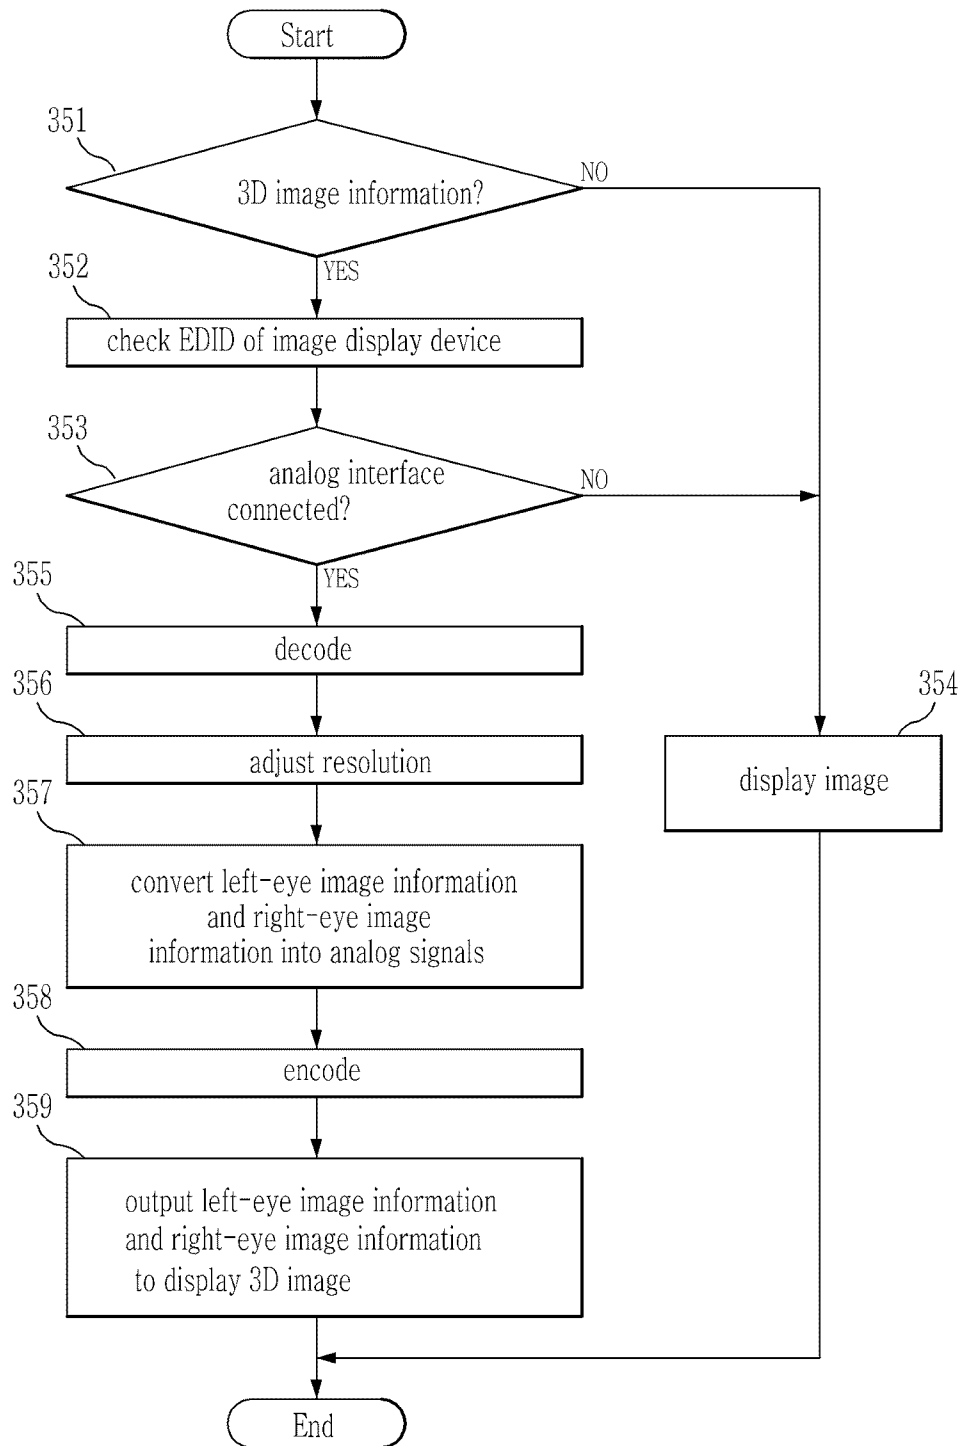 Start
351
3D image information?
NO
YES
352
check EDID of image display device
353
analog interface
connected?
NO
YES
355
decode
356
adjust resolution
354
display image
357
convert left-eye image information
and right-eye image
information into analog signals
358
encode
359
output left-eye image information
and right-eye image information
to display 3D image
End